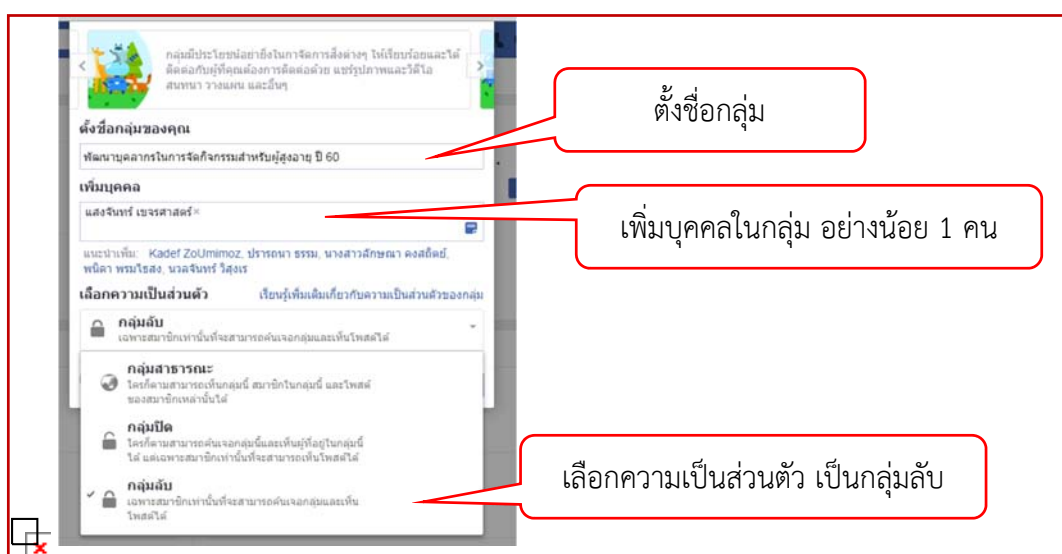 กลุ่มมีประโยชน์อย่ายิ่งในการจัดการสิ่งต่างๆ ให้เรียบร้อยและได้
ติดต่อกับผู้ที่คุณต้องการติดต่อด้วย แชร์รูปภาพและวิดีโอ
สนทนา วางแผน และอื่นๆ
ตั้งชื่อกลุ่มของคุณ
พัฒนาบุคลากรในการจัดกิจกรรมสำหรับผู้สูงอายุ ปี 60
ตั้งชื่อกลุ่ม
เพิ่มบุคคล
แสงจันทร์ เขจรศาสตร์×
เพิ่มบุคคลในกลุ่ม อย่างน้อย 1 คน
แนะนำเพิ่ม: Kadef ZoUmimoz, ปรารถนา ธรรม, นางสาวลักษณา คงสถิตย์,
พนิดา พรมไธสง, นวลจันทร์ วิสุงเร
เลือกความเป็นส่วนตัว เรียนรู้เพิ่มเติมเกี่ยวกับความเป็นส่วนตัวของกลุ่ม
กลุ่มลับ
เฉพาะสมาชิกเท่านั้นที่จะสามารถค้นเจอกลุ่มและเห็นโพสต์ได้
กลุ่มสาธารณะ
ใครก็ตามสามารถเห็นกลุ่มนี้ สมาชิกในกลุ่มนี้ และโพสต์
ของสมาชิกเหล่านั้นได้
กลุ่มปิด
ใครก็ตามสามารถค้นเจอกลุ่มนี้และเห็นผู้ที่อยู่ในกลุ่มนี้
ได้ แต่เฉพาะสมาชิกเท่านั้นที่จะสามารถเห็นโพสต์ได้
กลุ่มลับ
เฉพาะสมาชิกเท่านั้นที่จะสามารถค้นเจอกลุ่มและเห็น
โพสต์ได้
เลือกความเป็นส่วนตัว เป็นกลุ่มลับ